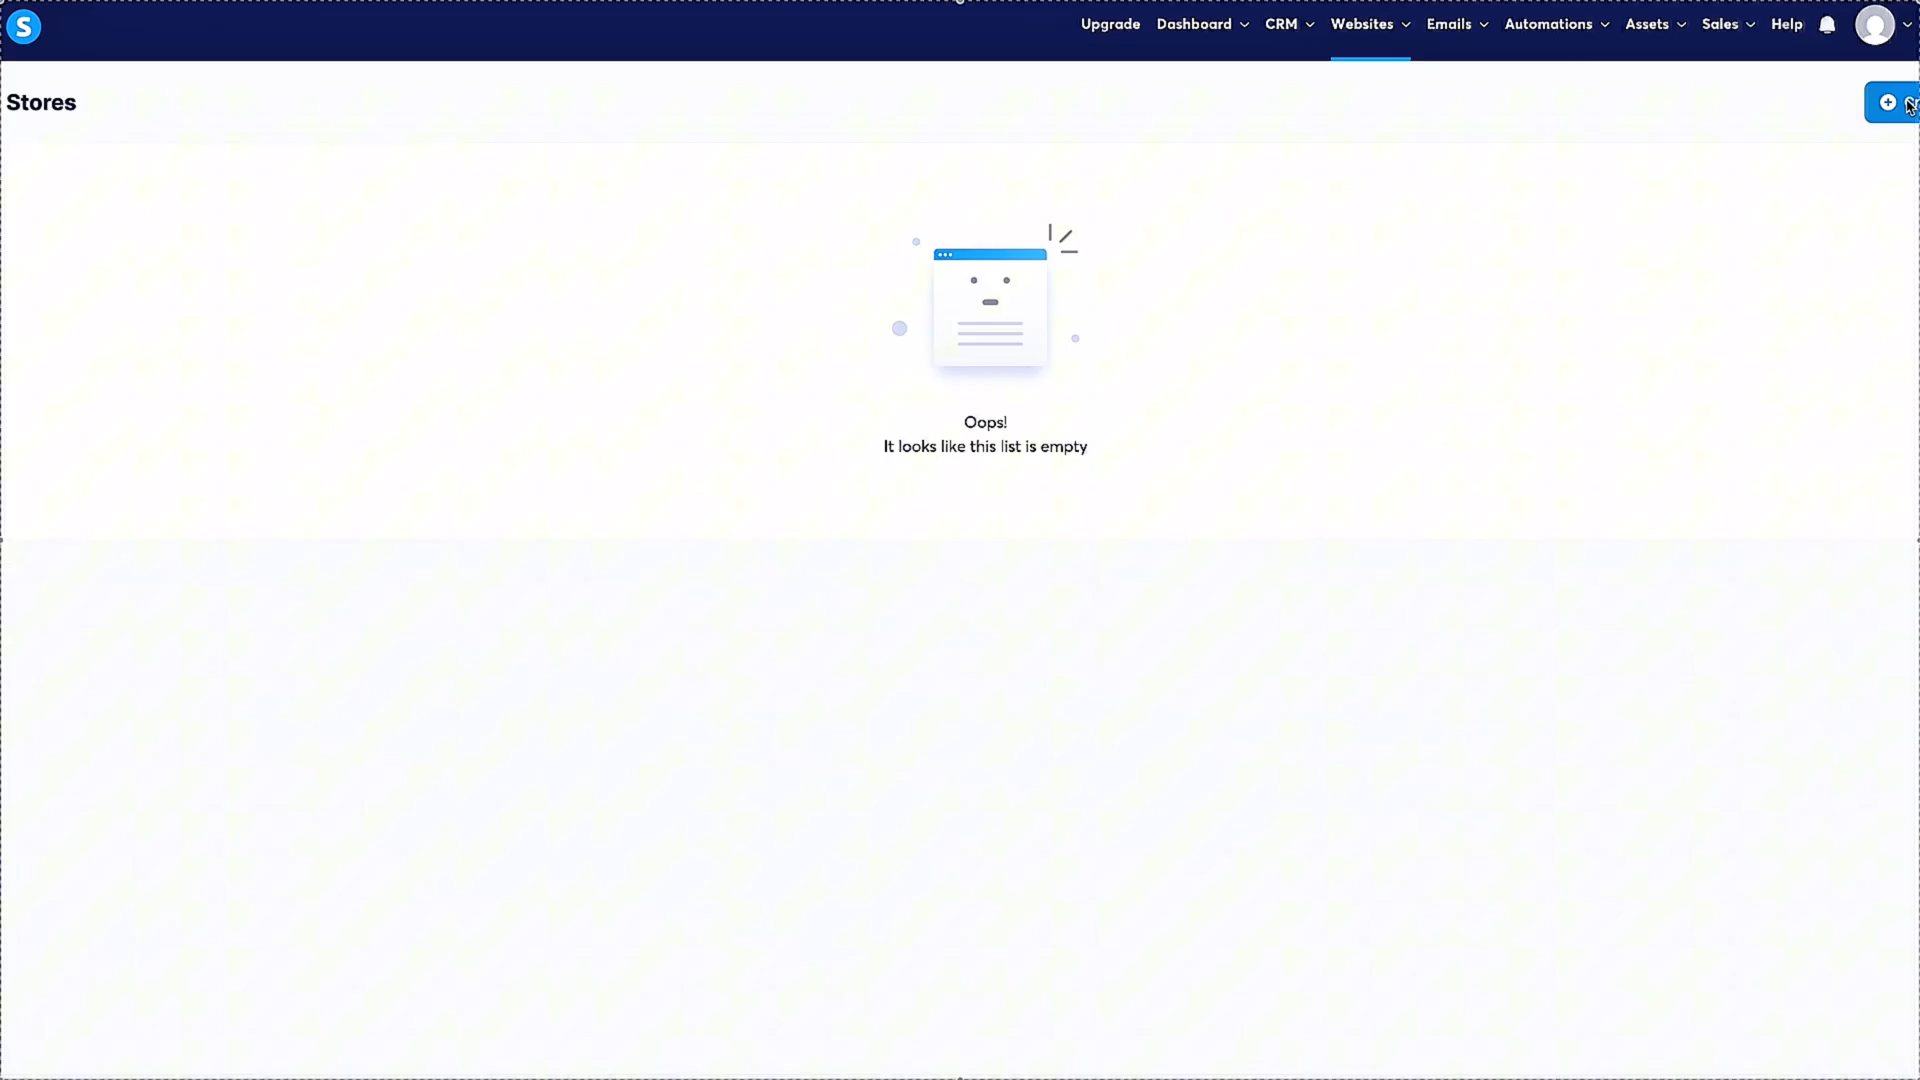 S
Upgrade Dashboard CRM Websites Emails Automations Assets Sales Help
Stores
Oops!
It looks like this list is empty